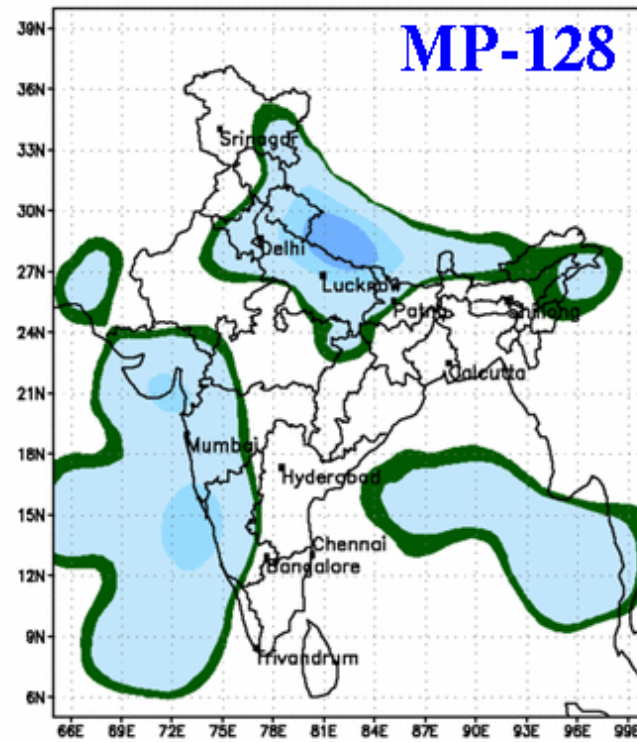 39N
MP-128
36N
Srinagar
33N
30N
Delhi
27N
Lucknow
Patna
Shillong
24N
Calcutta
21N
Mumbai
18N
Hyderabad
15N
Chennai
Bangalore
12N
9N
Trivandrum
6N
66E 69E 72E 75E 78E 81E 84E 87E 90E 93E 96E 99E